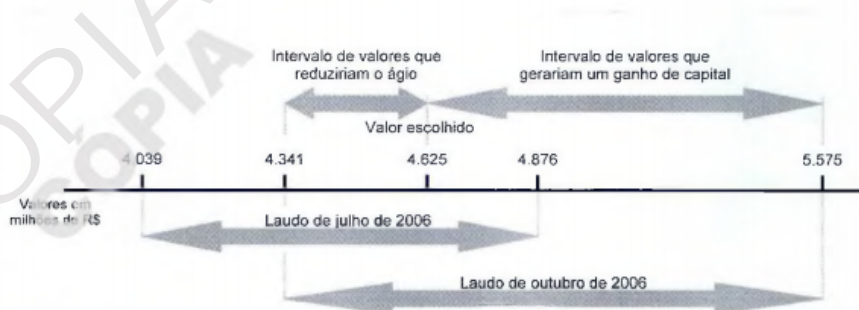 Intervalo de valores que
reduziriam o ágio
Intervalo de valores que
gerariam um ganho de capital
Valor escolhido
4.039 4.341 4.625 4.876 5.575
Valores em
milhões de R$
Laudo de julho de 2006
Laudo de outubro de 2006
CÓPIA
OPIA